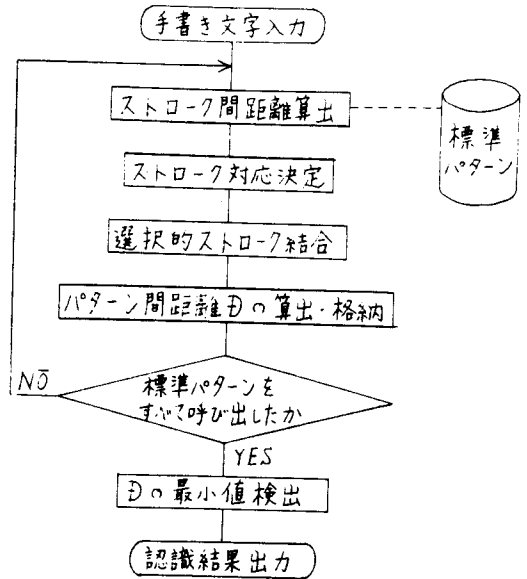 手書き文字入力
ストローク間距離算出
標準
パターン
ストローク対応決定
選択的ストローク結合
パターン間距離Dの算出・格納
標準パターンを
すべて呼び出したか
NO
YES
Dの最小値検出
認識結果出力